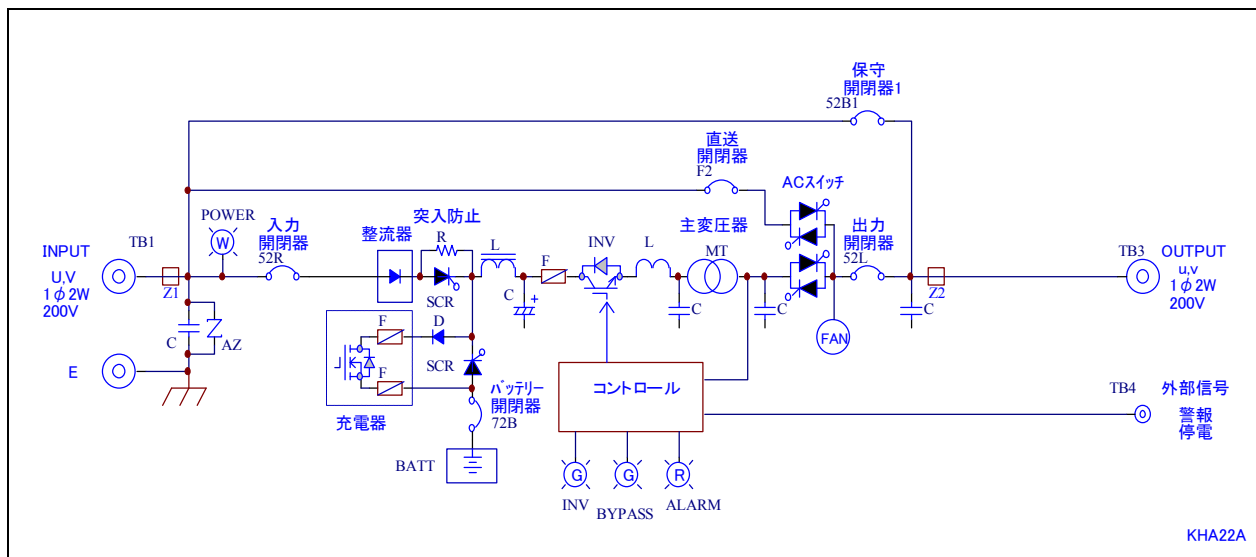 保守
開閉器1
52B1
直送
開閉器
F2
ACスイッチ
POWER
W
入力
開閉器
52R
整流器
突入防止
R
L
INV
L
主変圧器
MT
出力
開閉器
52L
INPUT
U,V
1φ2W
200V
TB1
Z1
SCR
C
+
F
C
C
Z2
C
TB3
OUTPUT
u,v
1φ2W
200V
C
AZ
E
F
D
F
SCR
充電器
バッテリー
開閉器
72B
BATT
FAN
コントロール
TB4
外部信号
警報
停電
G
G
R
INV
BYPASS
ALARM
KHA22A